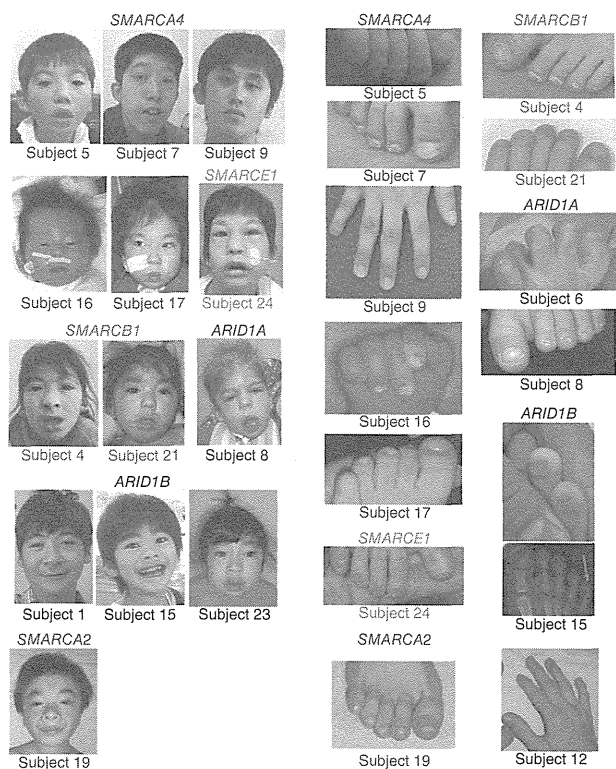 SMARCA4
Subject 5
Subject 7
Subject 9
SMARCE1
Subject 16
Subject 17
Subject 24
SMARCB1
ARID1A
Subject 4
Subject 21
Subject 8
ARID1B
Subject 1
Subject 15
Subject 23
SMARCA2
Subject 19
SMARCA4
Subject 5
Subject 7
Subject 9
Subject 16
Subject 17
SMARCE1
Subject 24
SMARCA2
Subject 19
SMARCB1
Subject 4
Subject 21
ARID1A
Subject 6
Subject 8
ARID1B
Subject 15
Subject 12